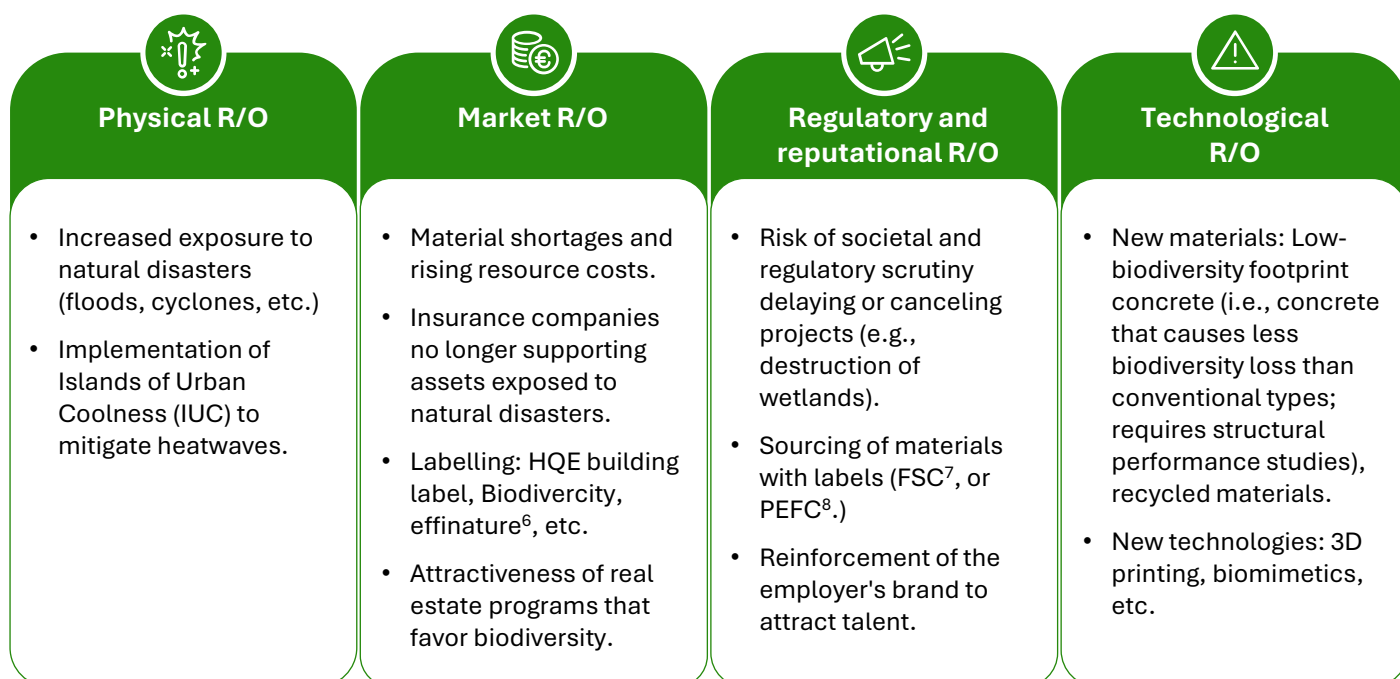 Physical R/O
• Increased exposure to
natural disasters
(floods, cyclones, etc.)
• Implementation of
Islands of Urban
Coolness (IUC) to
mitigate heatwaves.
Market R/O
• Material shortages and
rising resource costs.
• Insurance companies
no longer supporting
assets exposed to
natural disasters.
• Labelling: HQE building
label, Biodivercity,
effinature⁶, etc.
• Attractiveness of real
estate programs that
favor biodiversity.
Regulatory and
reputational R/O
• Risk of societal and
regulatory scrutiny
delaying or canceling
projects (e.g.,
destruction of
wetlands).
• Sourcing of materials
with labels (FSC⁷, or
PEFC⁸.)
• Reinforcement of the
employer's brand to
attract talent.
Technological
R/O
• New materials: Low-
biodiversity footprint
concrete (i.e., concrete
that causes less
biodiversity loss than
conventional types;
requires structural
performance studies),
recycled materials.
• New technologies: 3D
printing, biomimetics,
etc.